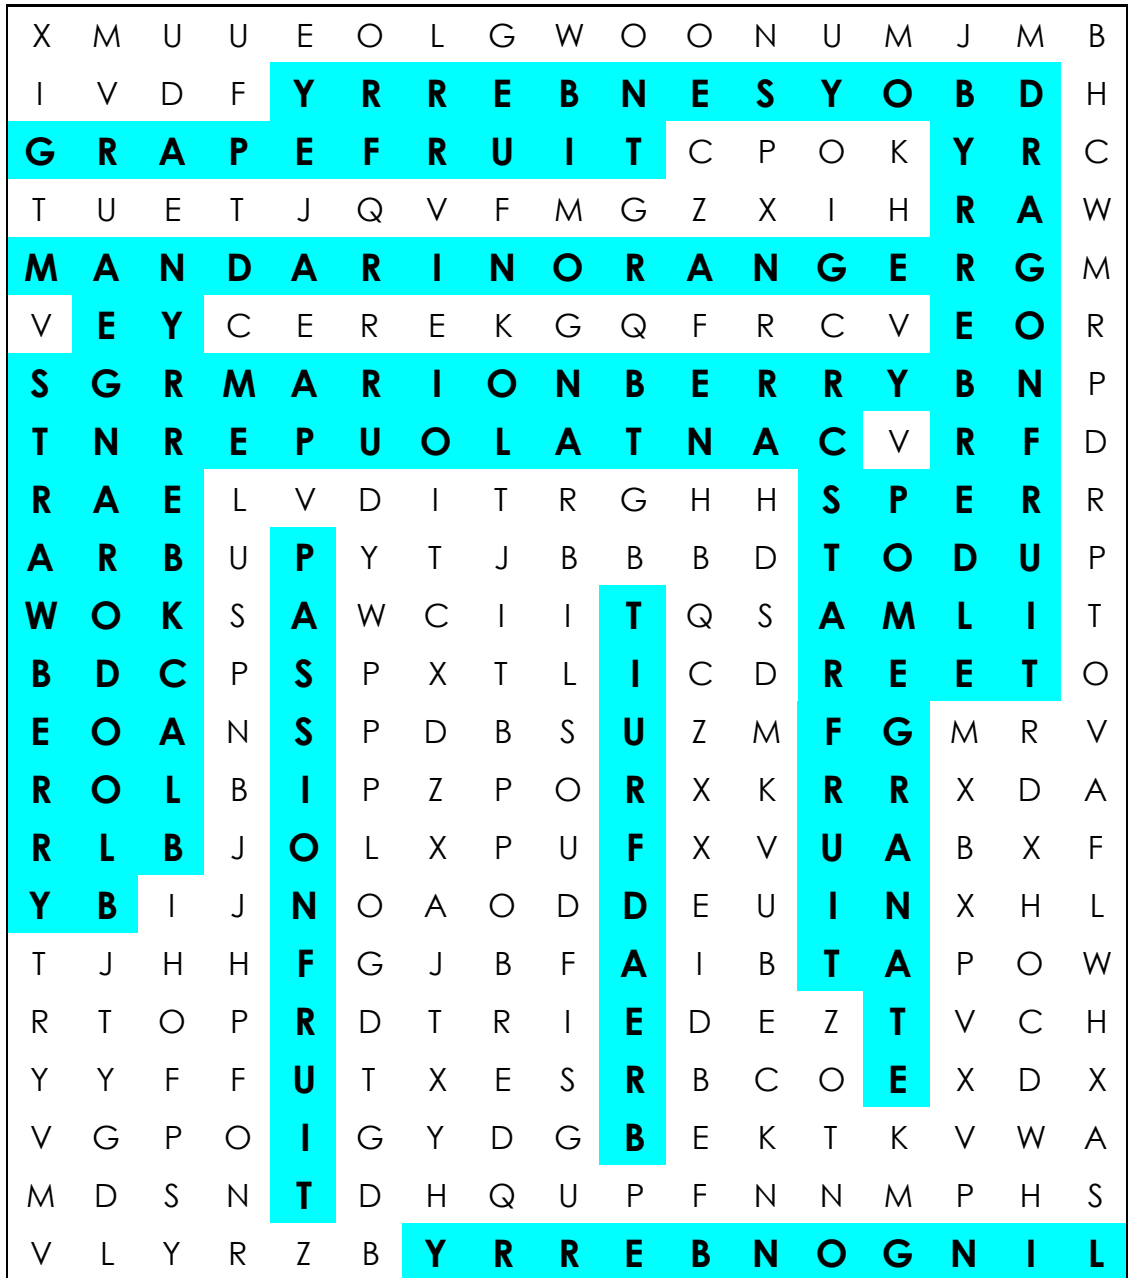 X M U U E O L G W O O N U M J M B
I V D F Y R R E B N E S Y O B D H
G R A P E F R U I T C P O K Y R C
T U E T J Q V F M G Z X I H R A W
M A N D A R I N O R A N G E R G M
V E Y C E R E K G Q F R C V E O R
S G R M A R I O N B E R R Y B N P
T N R E P U O L A T N A C V R F D
R A E L V D I T R G H H S P E R R
A R B U P Y T J B B B D T O D U P
W O K S A W C I I T Q S A M L I T
B D C P S P X T L I C D R E E T O
E O A N S P D B S U Z M F G M R V
R O L B I P Z P O R X K R R X D A
R L B J O L X P U F X V U A B X F
Y B I J N O A O D D E U I N X H L
T J H H F G J B F A I B T A P O W
R T O P R D T R I E D E Z T V C H
Y Y F F U T X E S R B C O E X D X
V G P O I G Y D G B E K T K V W A
M D S N T D H Q U P F N N M P H S
V L Y R Z B Y R R E B N O G N I L